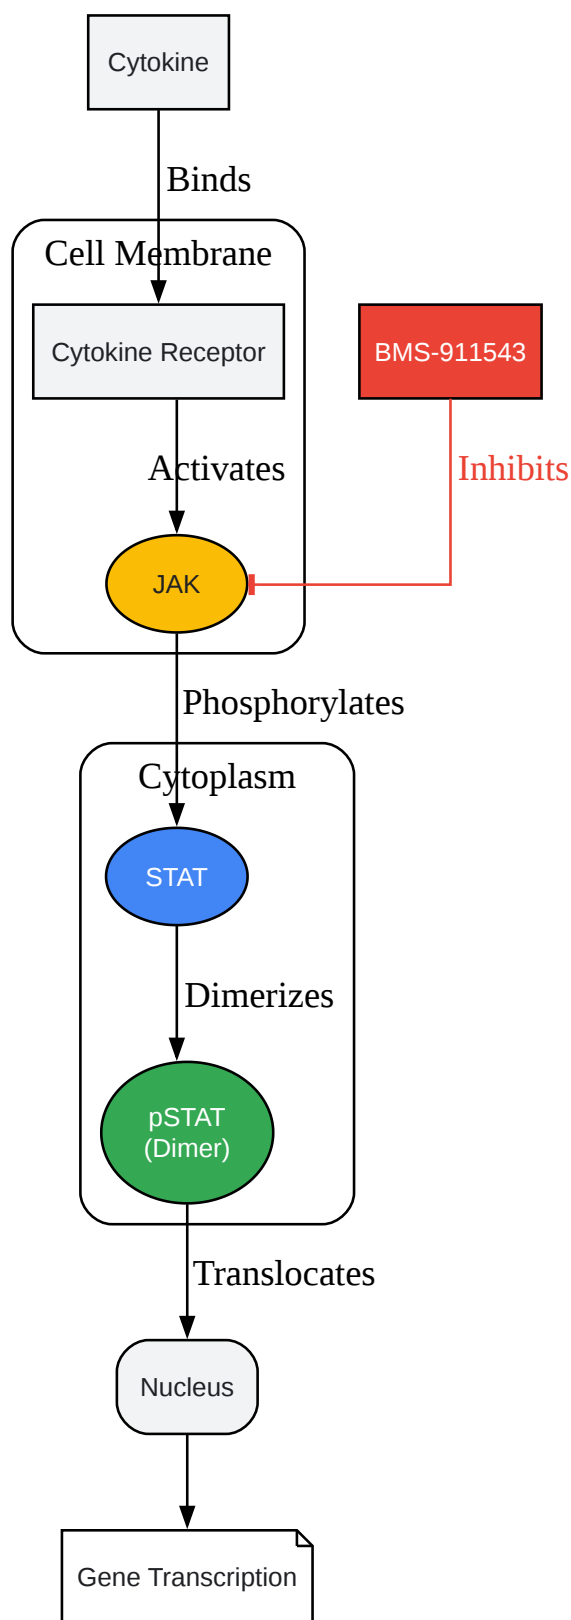 Cytokine
Binds
Cell Membrane
Cytokine Receptor
BMS-911543
Activates
Inhibits
JAK
Phosphorylates
Cytoplasm
STAT
Dimerizes
pSTAT
(Dimer)
Translocates
Nucleus
Gene Transcription